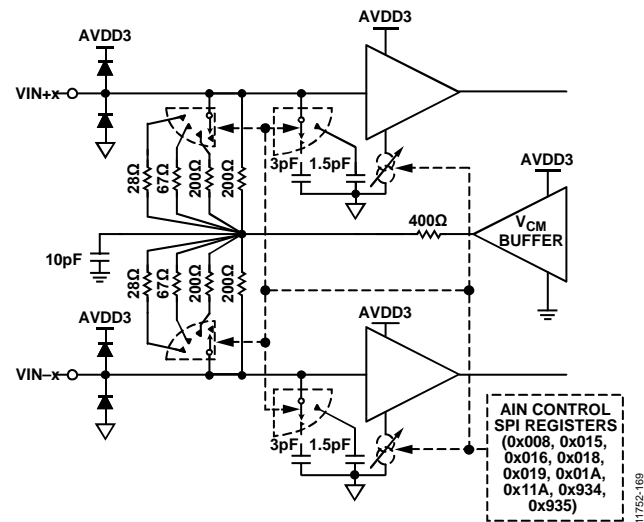 AVDD3
AVDD3
VIN+x
3pF 1.5pF
28Ω
67Ω
200Ω
200Ω
AVDD3
400Ω
VCM
BUFFER
10pF
28Ω
67Ω
200Ω
200Ω
AVDD3
AVDD3
VIN–x
3pF 1.5pF
AIN CONTROL
SPI REGISTERS
(0x008, 0x015,
0x016, 0x018,
0x019, 0x01A,
0x11A, 0x934,
0x935)
11752-169